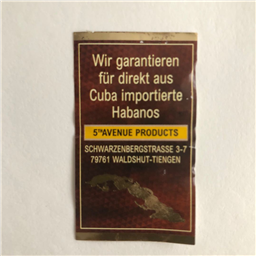 Wir garantieren
für direkt aus
Cuba importierte
Habanos
5THAVENUE PRODUCTS
SCHWARZENBERGSTRASSE 3-7
79761 WALDSHUT-TIENGEN